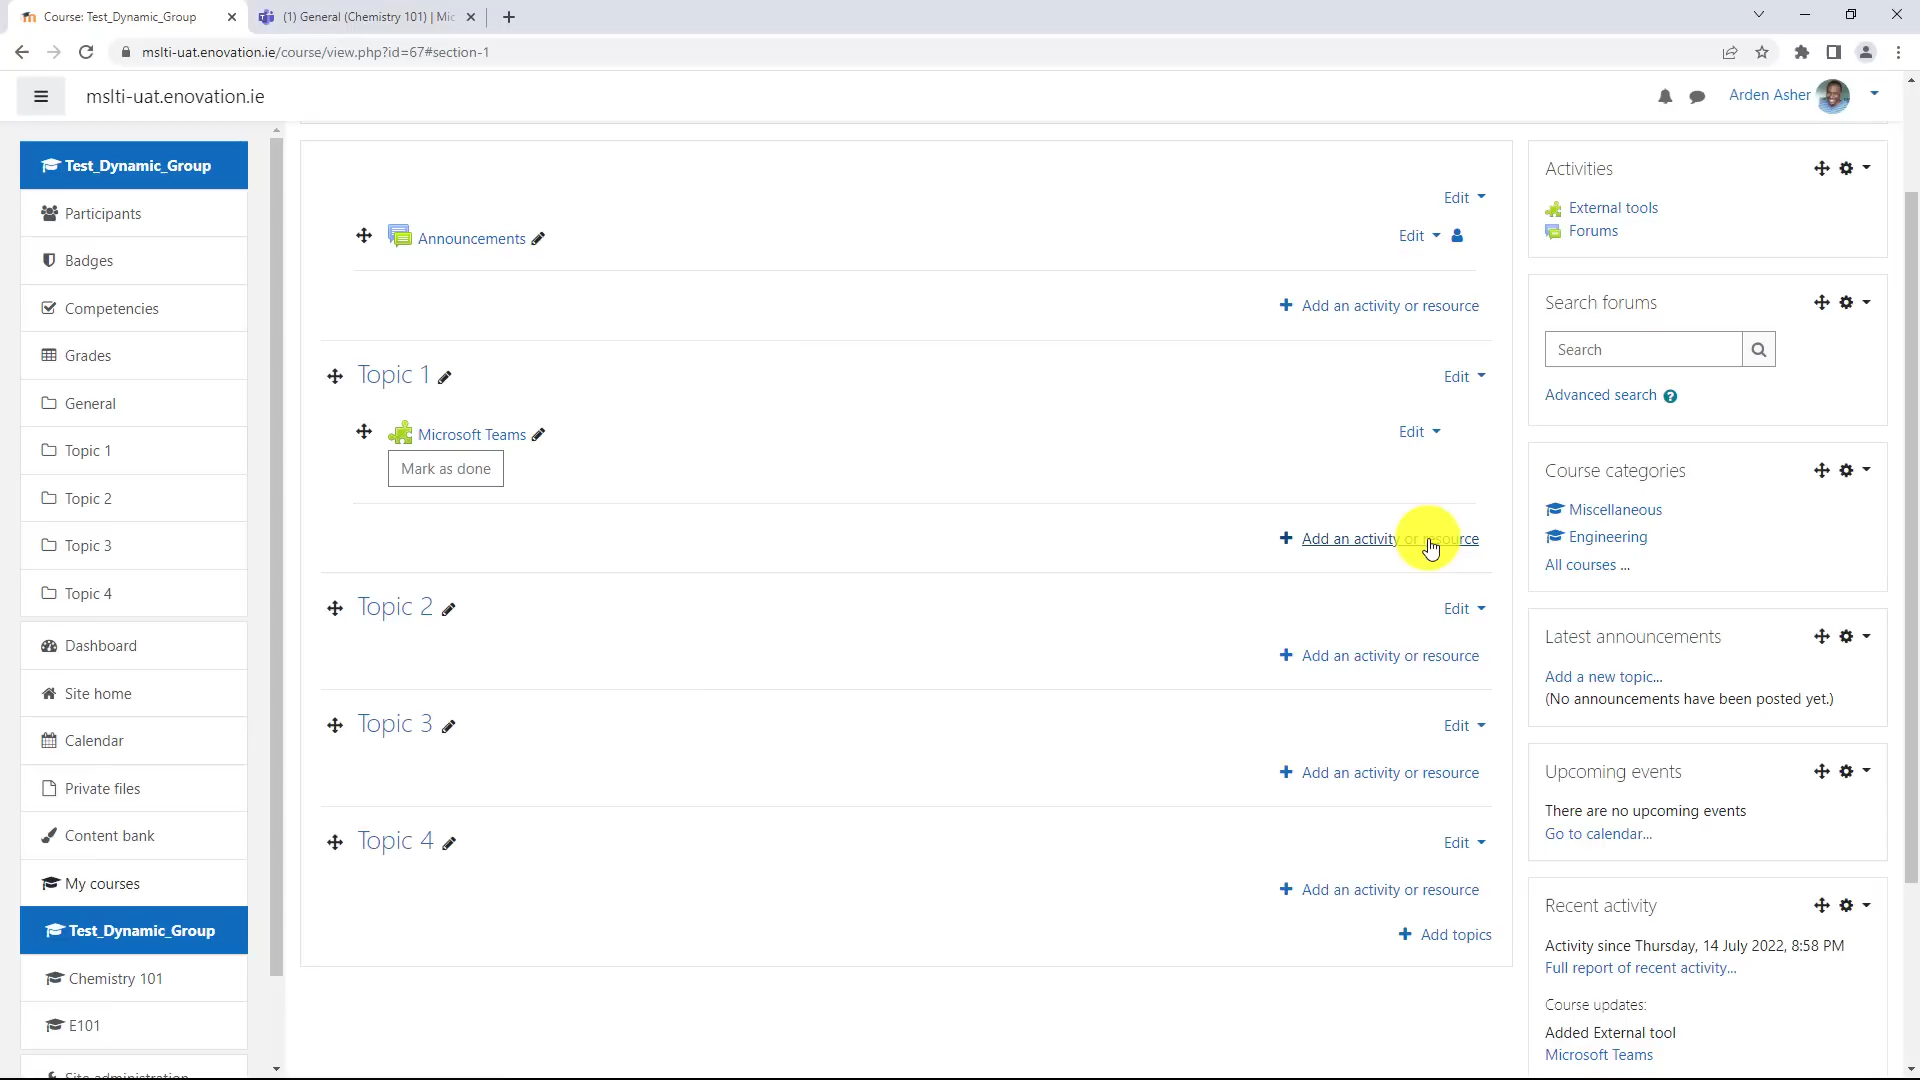 Course: Test_Dynamic_Group
(1) General (Chemistry 101) | Mic
mslti-uat.enovation.ie/course/view.php?id=67#section-1
mslti-uat.enovation.ie
Arden Asher
Test_Dynamic_Group
Participants
Badges
Competencies
Grades
General
Topic 1
Topic 2
Topic 3
Topic 4
Dashboard
Site home
Calendar
Private files
Content bank
My courses
Test_Dynamic_Group
Chemistry 101
E101
Site administration
Edit
Announcements
Edit
Add an activity or resource
Topic 1
Edit
Microsoft Teams
Edit
Mark as done
Add an activity or resource
Topic 2
Edit
Add an activity or resource
Topic 3
Edit
Add an activity or resource
Topic 4
Edit
Add an activity or resource
Add topics
Activities
External tools
Forums
Search forums
Search
Advanced search
Course categories
Miscellaneous
Engineering
All courses ...
Latest announcements
Add a new topic...
(No announcements have been posted yet.)
Upcoming events
There are no upcoming events
Go to calendar...
Recent activity
Activity since Thursday, 14 July 2022, 8:58 PM
Full report of recent activity...
Course updates:
Added External tool
Microsoft Teams